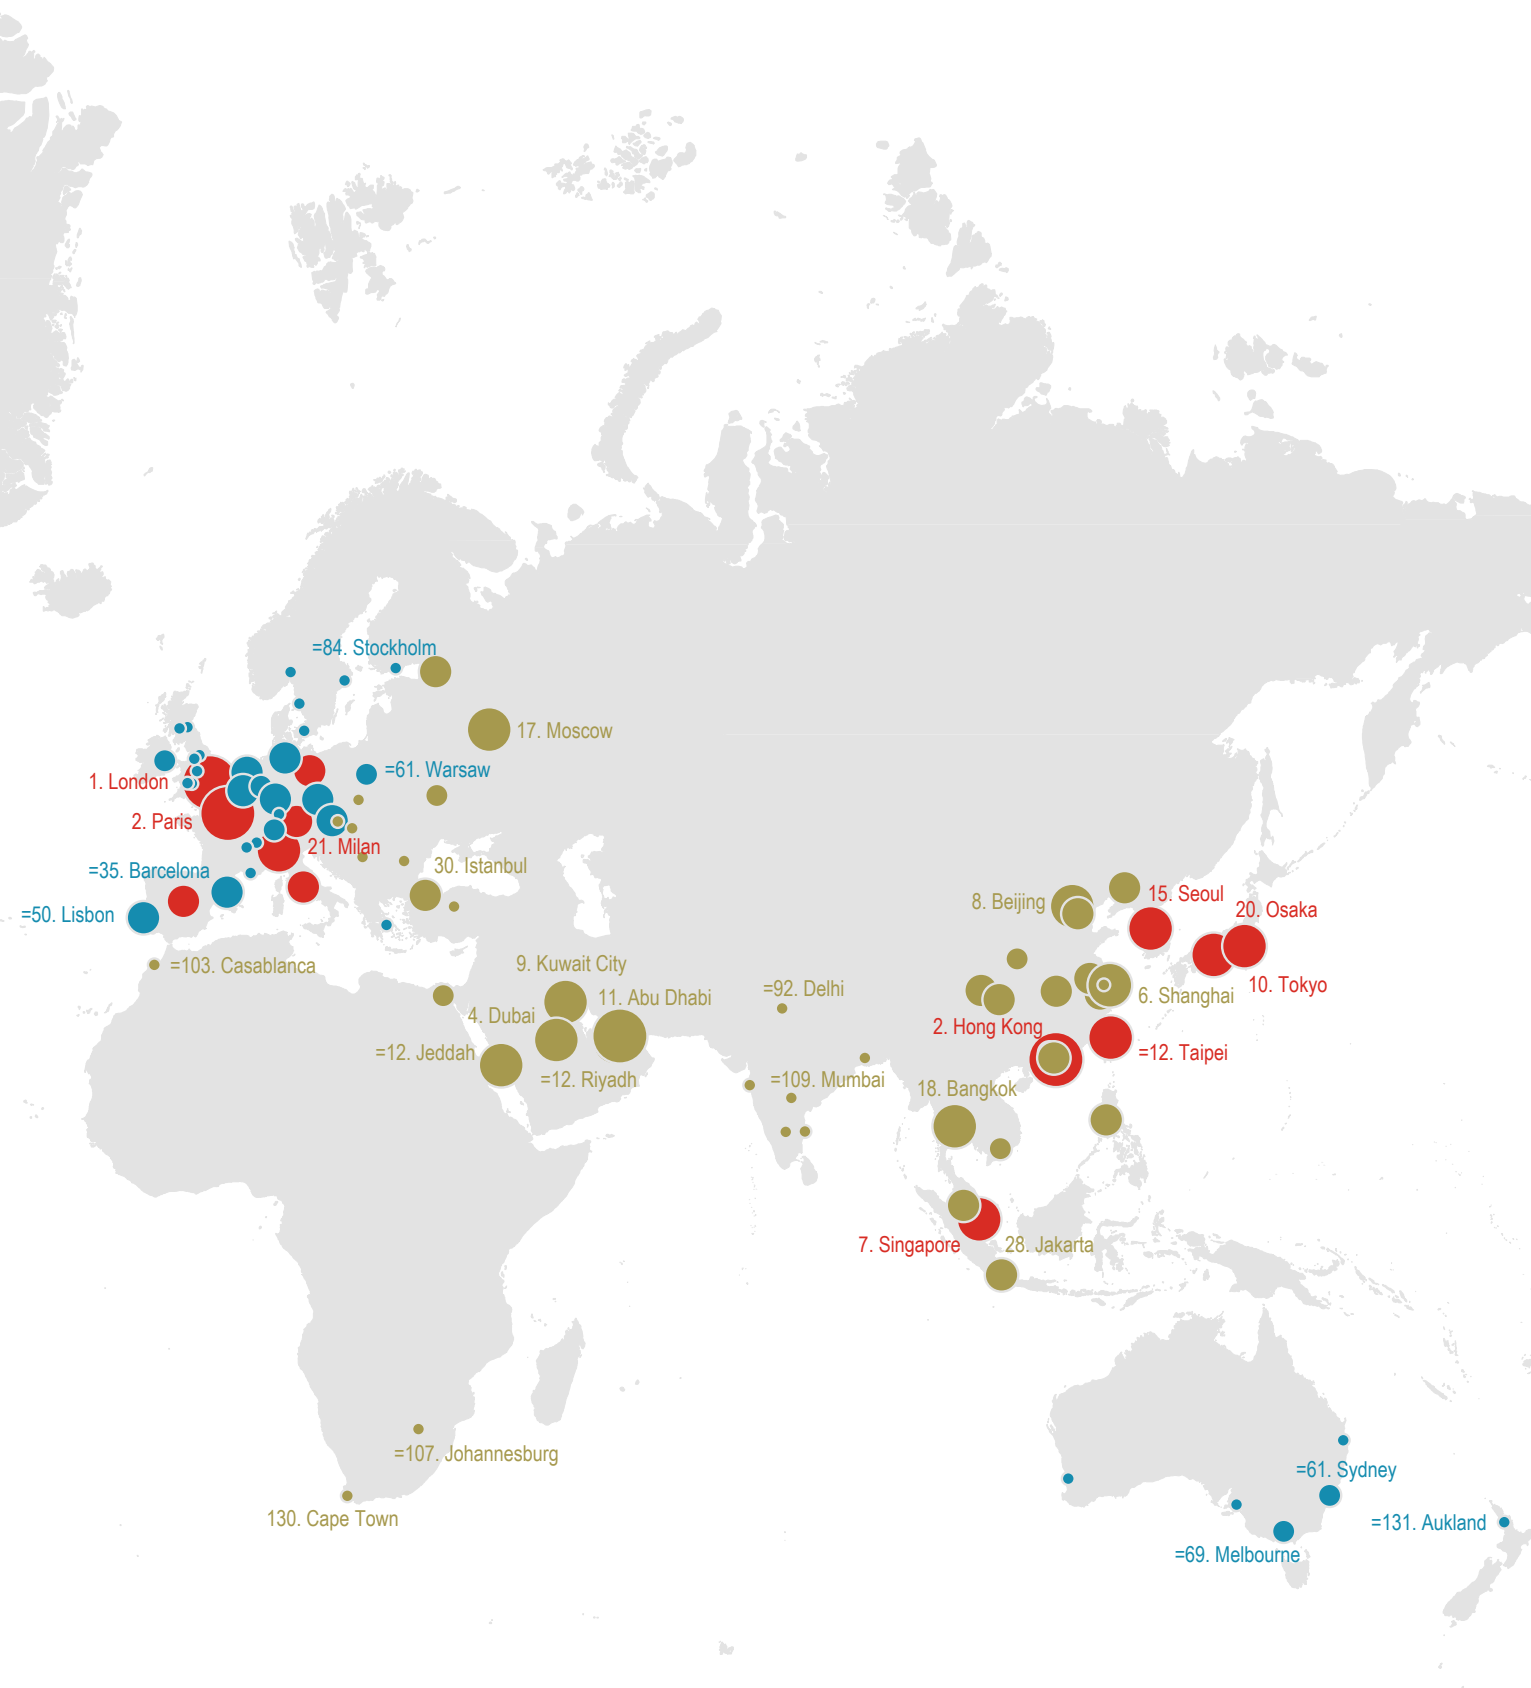 =84. Stockholm
17. Moscow
=61. Warsaw
1. London
2. Paris
21. Milan
=35. Barcelona
30. Istanbul
=50. Lisbon
8. Beijing
15. Seoul
20. Osaka
=103. Casablanca
9. Kuwait City
11. Abu Dhabi
=92. Delhi
10. Tokyo
6. Shanghai
4. Dubai
2. Hong Kong
=12. Jeddah
=12. Taipei
=12. Riyadh
=109. Mumbai
18. Bangkok
7. Singapore
28. Jakarta
=107. Johannesburg
=61. Sydney
130. Cape Town
=131. Aukland
=69. Melbourne